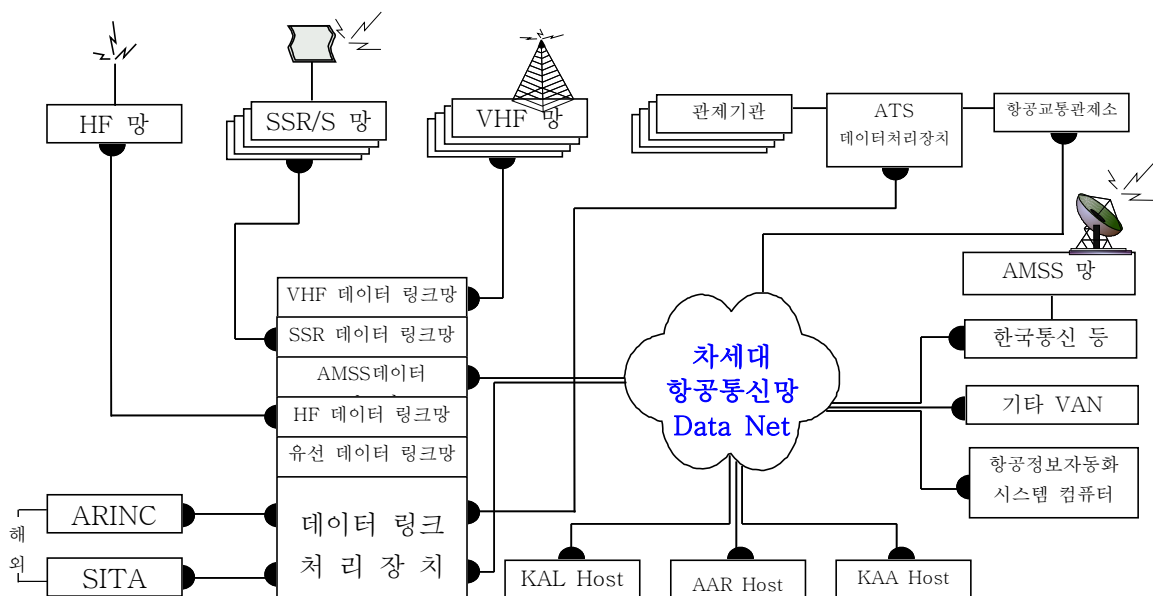 HF 망
SSR/S 망
VHF 망
관제기관
ATS
데이터처리장치
항공교통관제소
AMSS 망
VHF 데이터 링크망
SSR 데이터 링크망
AMSS데이터
HF 데이터 링크망
유선 데이터 링크망
데이터 링크
처 리 장 치
차세대
항공통신망
Data Net
한국통신 등
기타 VAN
항공정보자동화
시스템 컴퓨터
해
외
ARINC
SITA
KAL Host
AAR Host
KAA Host